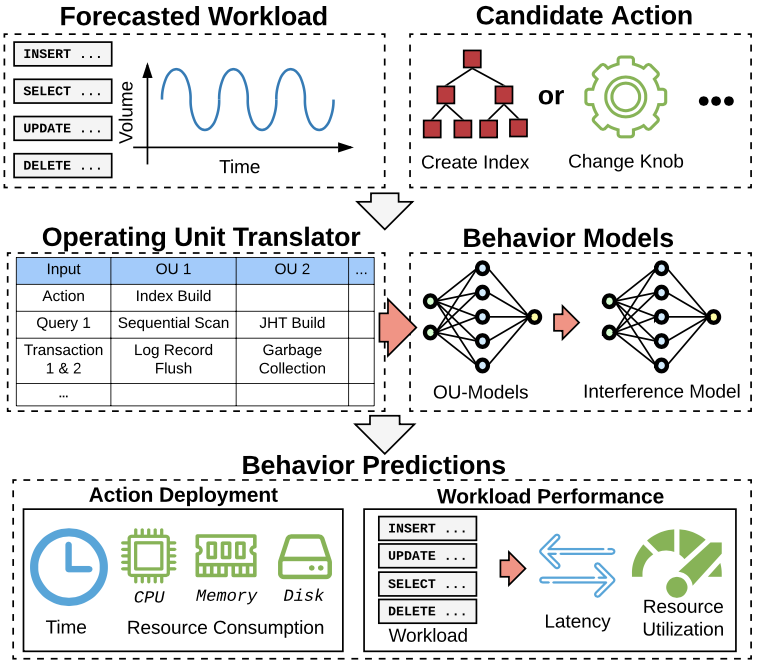 Forecasted Workload
INSERT ...
SELECT ...
UPDATE ...
DELETE ...
Volume
Time
Candidate Action
or
...
Create Index
Change Knob
Operating Unit Translator
Input OU 1 OU 2 ...
Action Index Build
Query 1 Sequential Scan JHT Build
Transaction Log Record Garbage
1 & 2 Flush Collection
...
Behavior Models
OU-Models
Interference Model
Behavior Predictions
Action Deployment
CPU
Memory
Disk
Time
Resource Consumption
Workload Performance
INSERT ...
UPDATE ...
SELECT ...
DELETE ...
Workload
Latency
Resource
Utilization